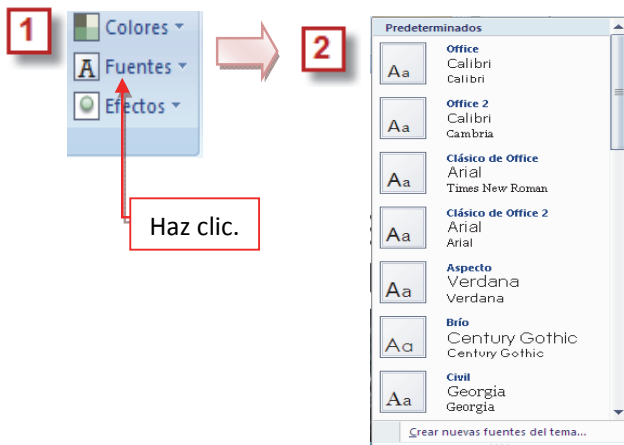 1
Colores
A Fuentes
Efectos
Haz clic.
2
Predeterminados
Aa
Office
Calibri
Calibri
Aa
Office 2
Calibri
Cambria
Aa
Clásico de Office
Arial
Times New Roman
Aa
Clásico de Office 2
Arial
Arial
Aa
Aspecto
Verdana
Verdana
Aa
Brío
Century Gothic
Century Gothic
Aa
Civil
Georgia
Georgia
Crear nuevas fuentes del tema...